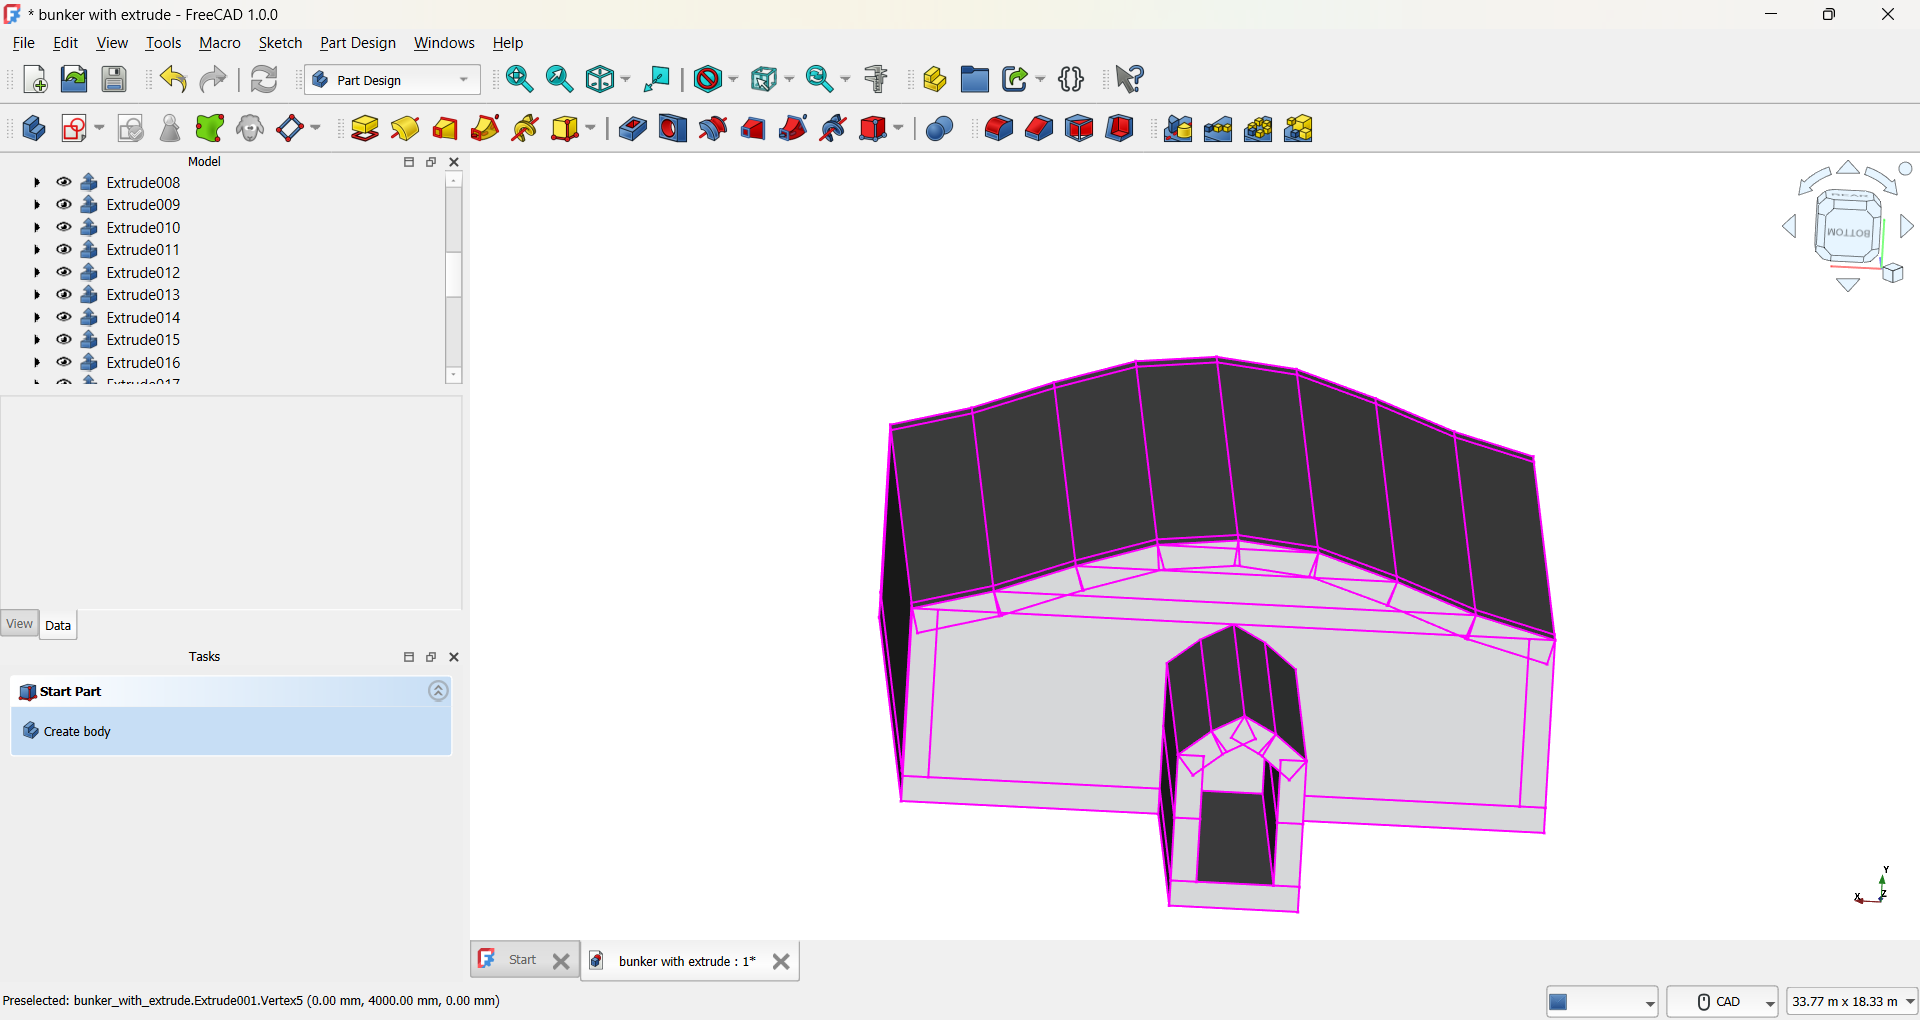 * bunker with extrude - FreeCAD 1.0.0
File Edit View Tools Macro Sketch Part Design Windows Help
Part Design
Model
Extrude008
Extrude009
Extrude010
Extrude011
Extrude012
Extrude013
Extrude014
Extrude015
Extrude016
Extrude017
View Data
Tasks
Start Part
Create body
REAR
BOTTOM
Y
X
Z
Start
bunker with extrude : 1*
Preselected: bunker_with_extrude.Extrude001.Vertex5 (0.00 mm, 4000.00 mm, 0.00 mm)
CAD
33.77 m x 18.33 m